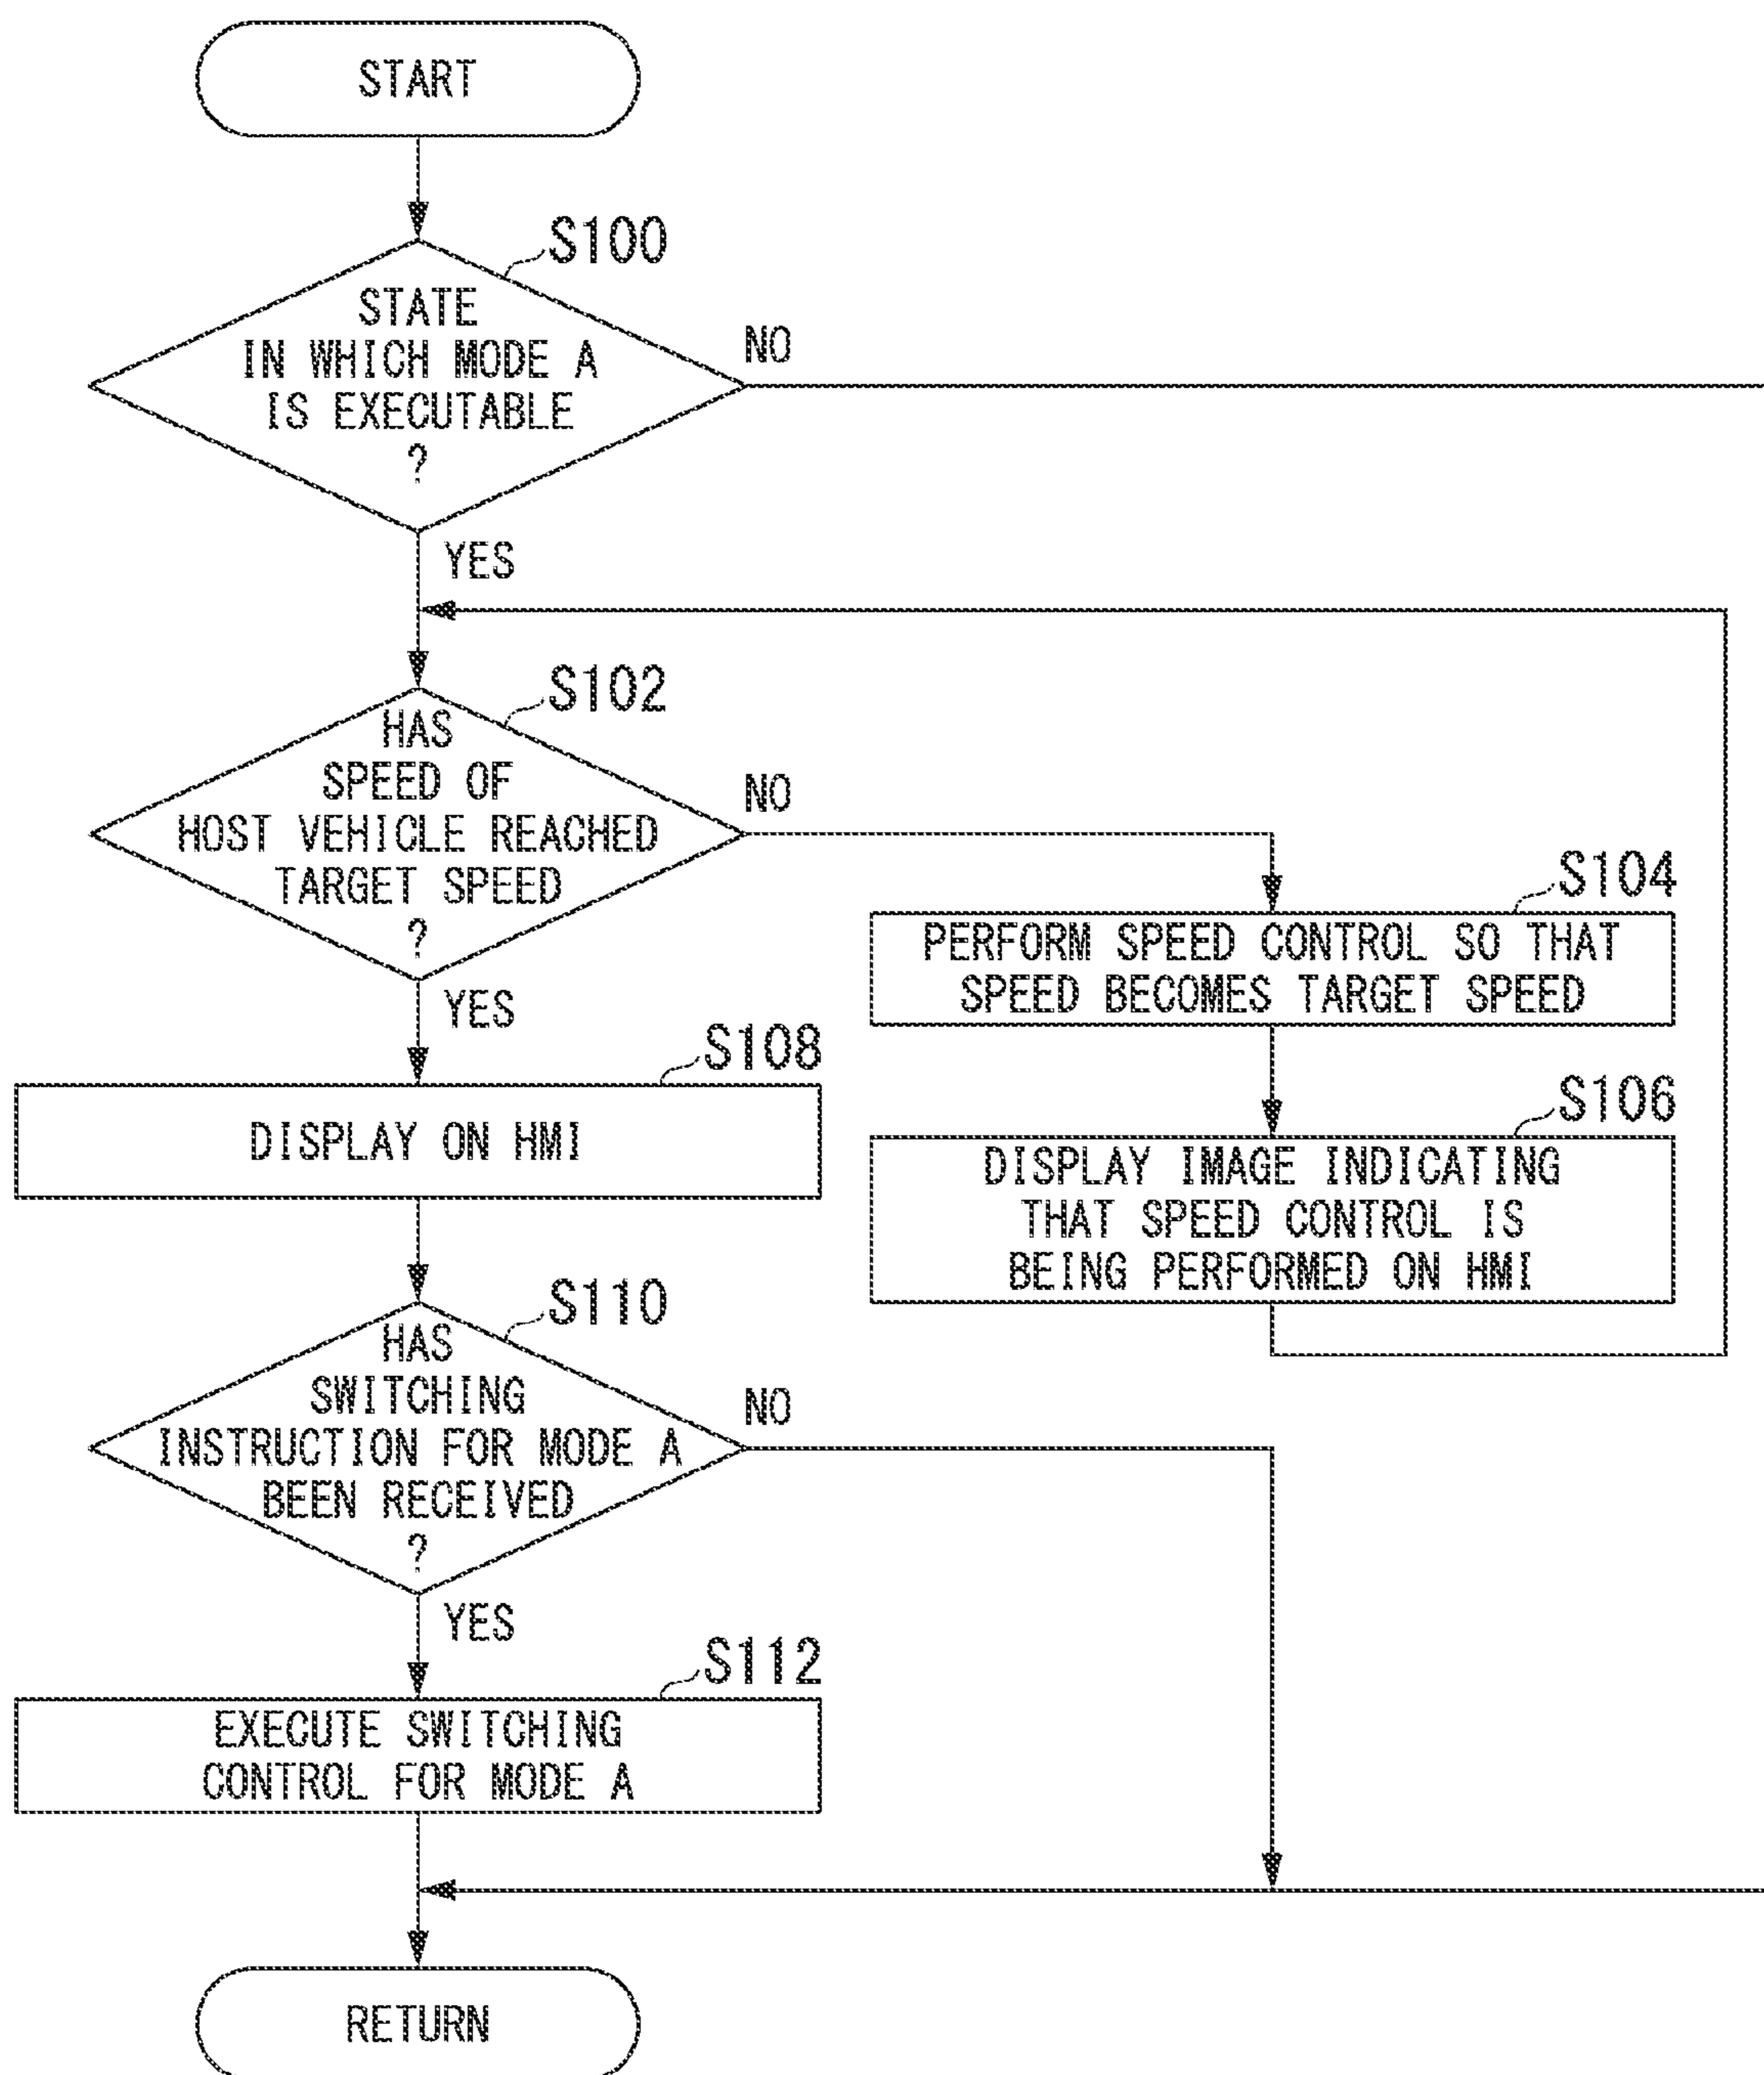 START
S100
STATE
IN WHICH MODE A
IS EXECUTABLE
?
NO
YES
S102
HAS
SPEED OF
HOST VEHICLE REACHED
TARGET SPEED
?
NO
YES
S104
PERFORM SPEED CONTROL SO THAT
SPEED BECOMES TARGET SPEED
S106
DISPLAY IMAGE INDICATING
THAT SPEED CONTROL IS
BEING PERFORMED ON HMI
S108
DISPLAY ON HMI
S110
HAS
SWITCHING
INSTRUCTION FOR MODE A
BEEN RECEIVED
?
NO
YES
S112
EXECUTE SWITCHING
CONTROL FOR MODE A
RETURN